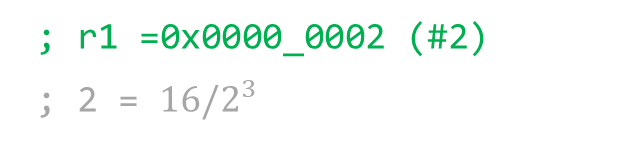 ; r1 =0x0000_0002 (#2)
; 2 = 16/2³